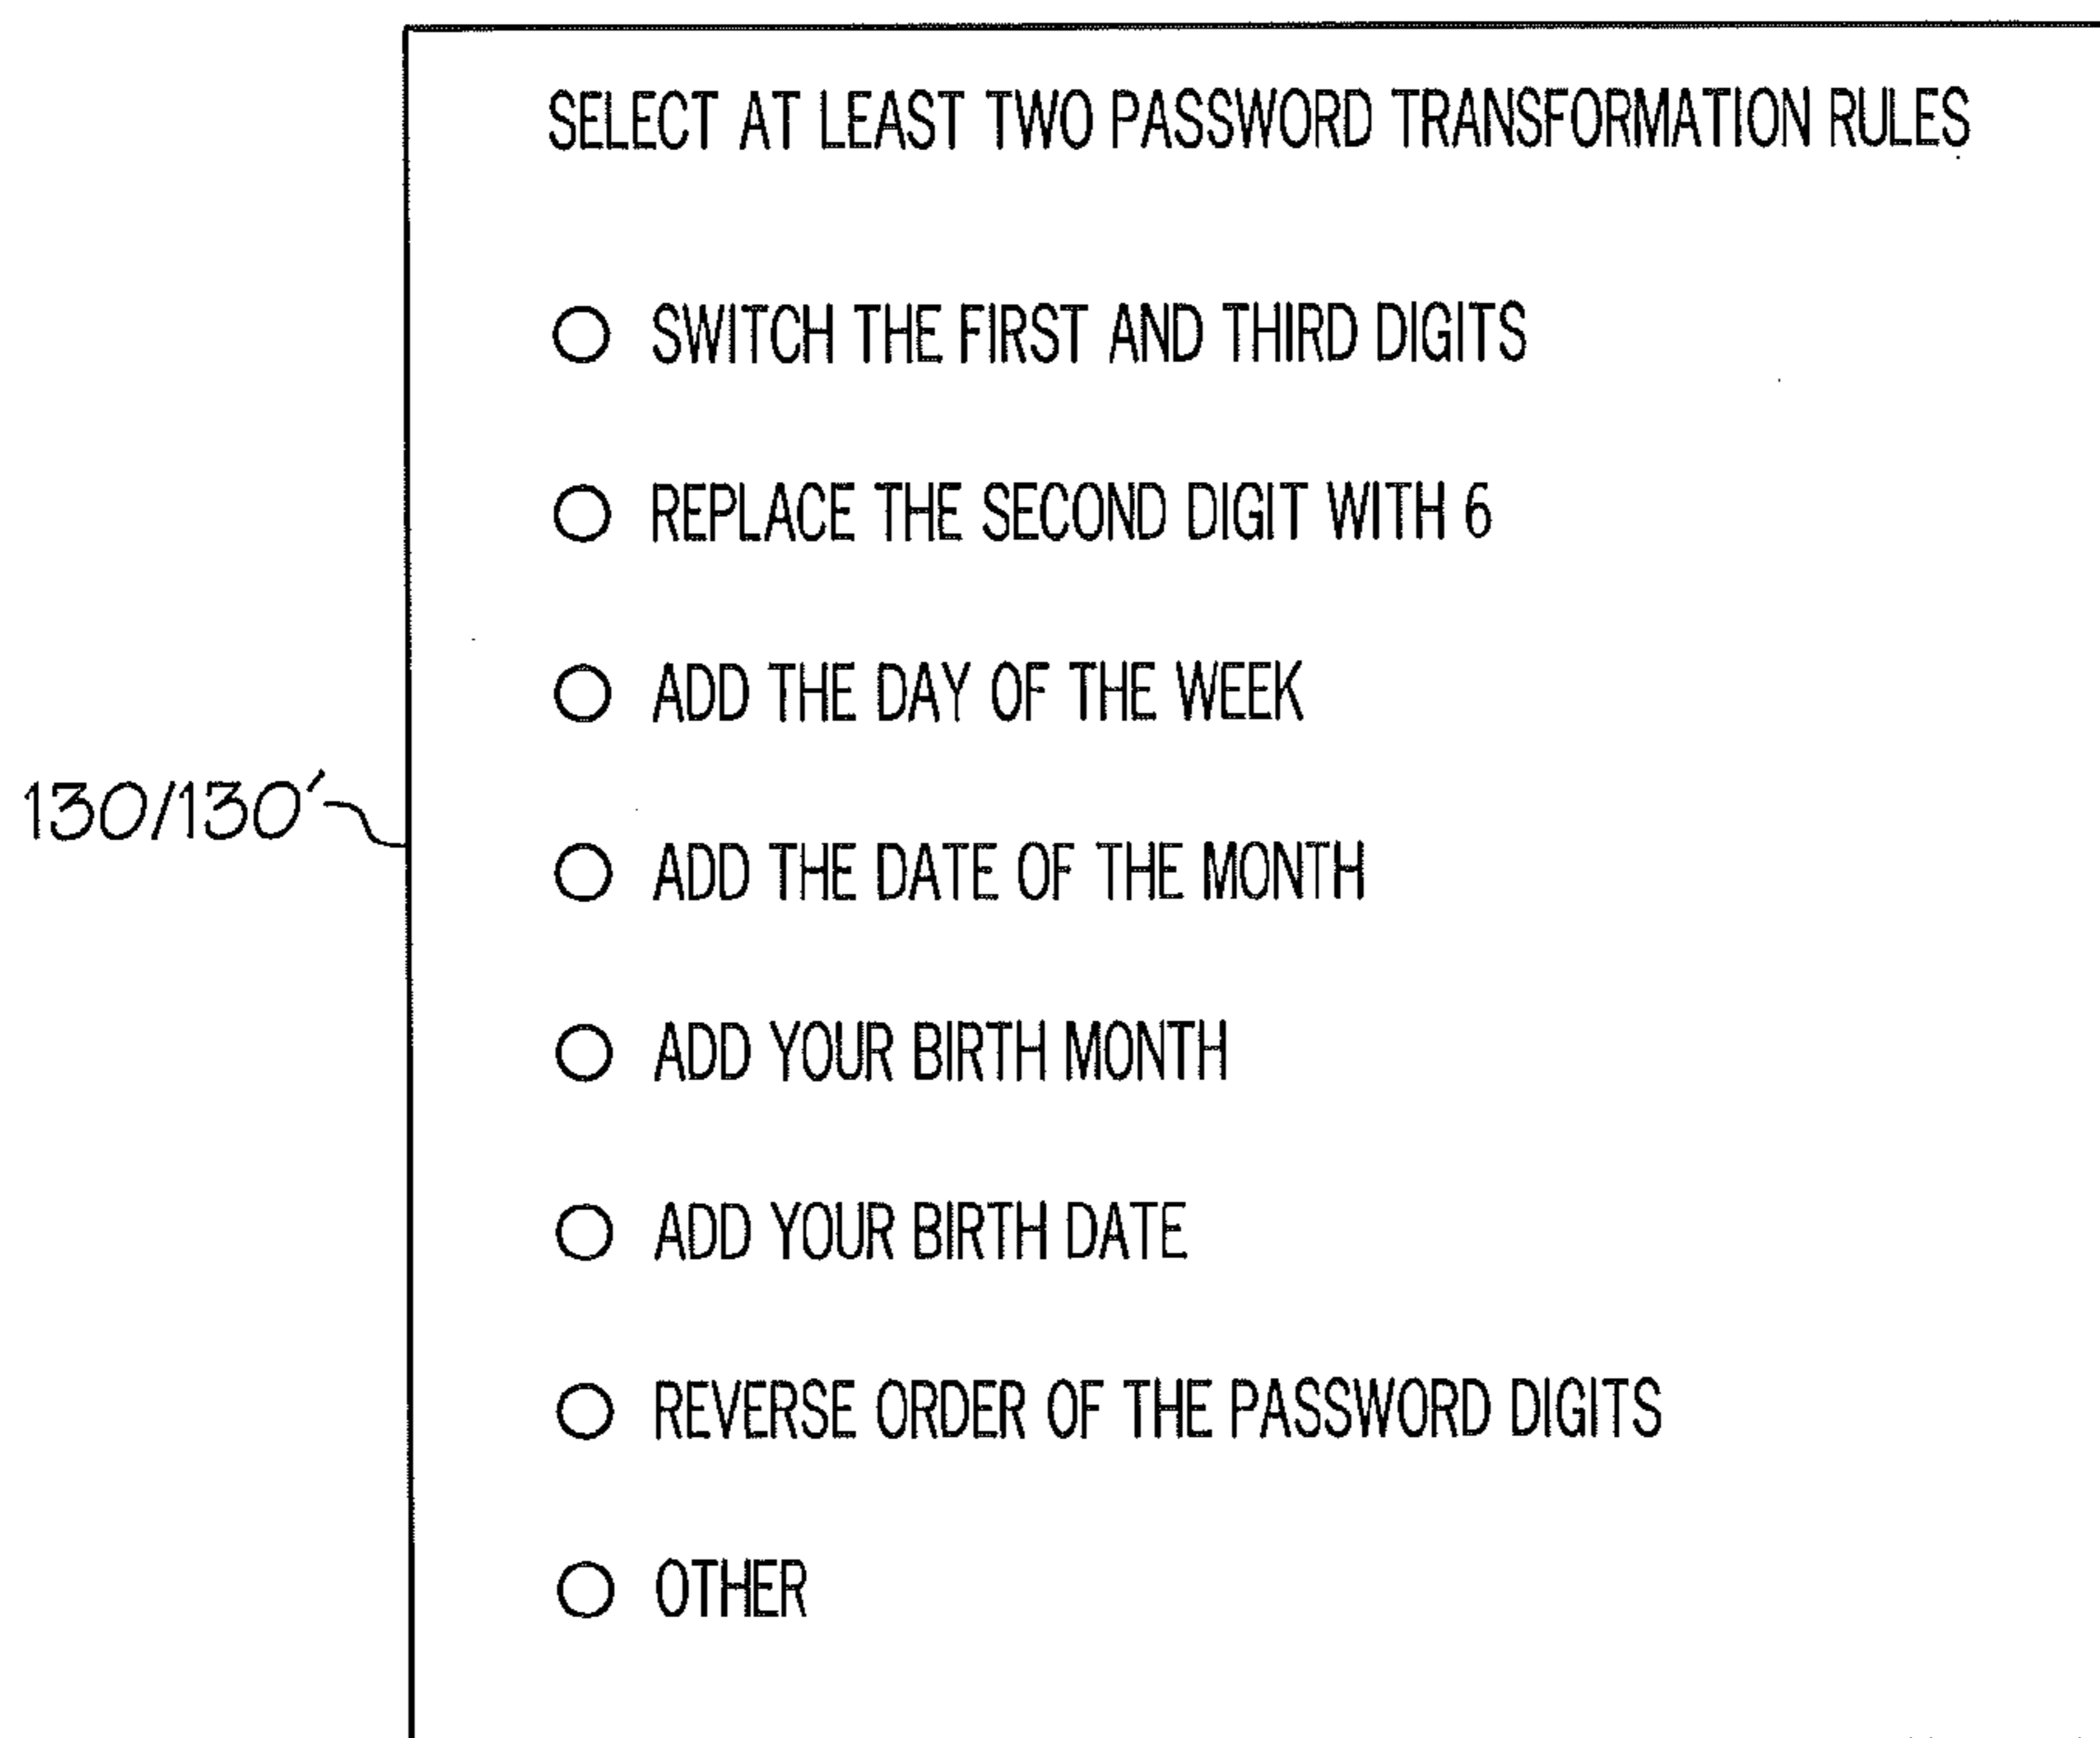 SELECT AT LEAST TWO PASSWORD TRANSFORMATION RULES
SWITCH THE FIRST AND THIRD DIGITS
REPLACE THE SECOND DIGIT WITH 6
ADD THE DAY OF THE WEEK
130/130′
ADD THE DATE OF THE MONTH
ADD YOUR BIRTH MONTH
ADD YOUR BIRTH DATE
REVERSE ORDER OF THE PASSWORD DIGITS
OTHER